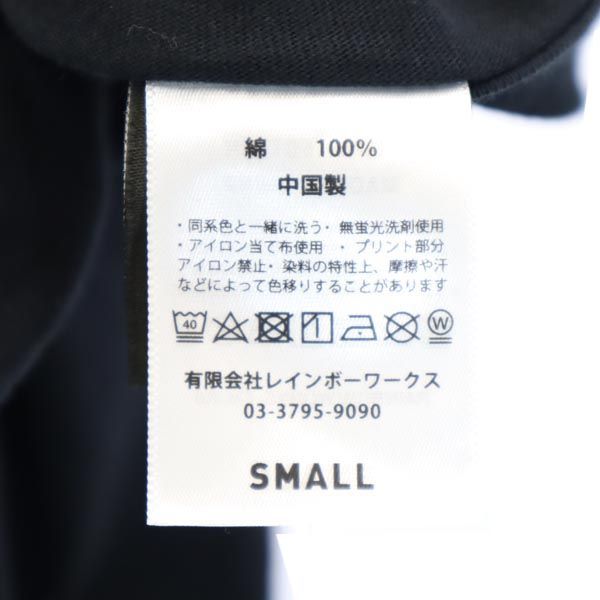 綿 100%
中国製
・同系色と一緒に洗う・無蛍光洗剤使用
・アイロン当て布使用 ・プリント部分
アイロン禁止・染料の特性上、摩擦や汗
などによって色移りすることがあります
40 W
有限会社レインボーワークス
03-3795-9090
SMALL